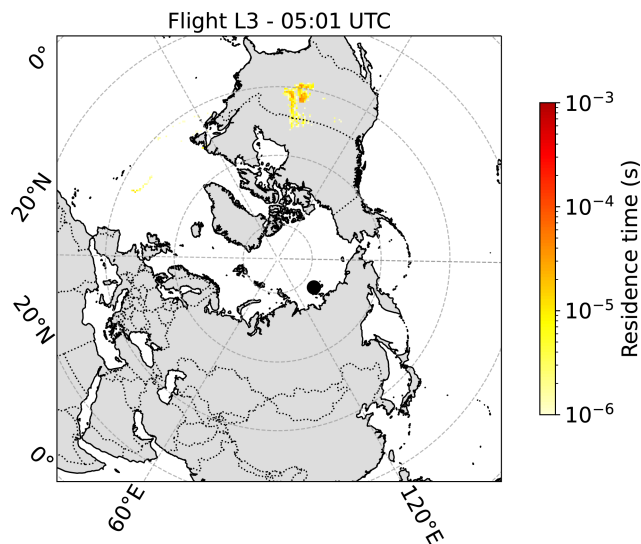 Flight L3 - 05:01 UTC
0°
20°N
20°N
0°
60°E
120°E
10⁻³
10⁻⁴
10⁻⁵
10⁻⁶
Residence time (s)